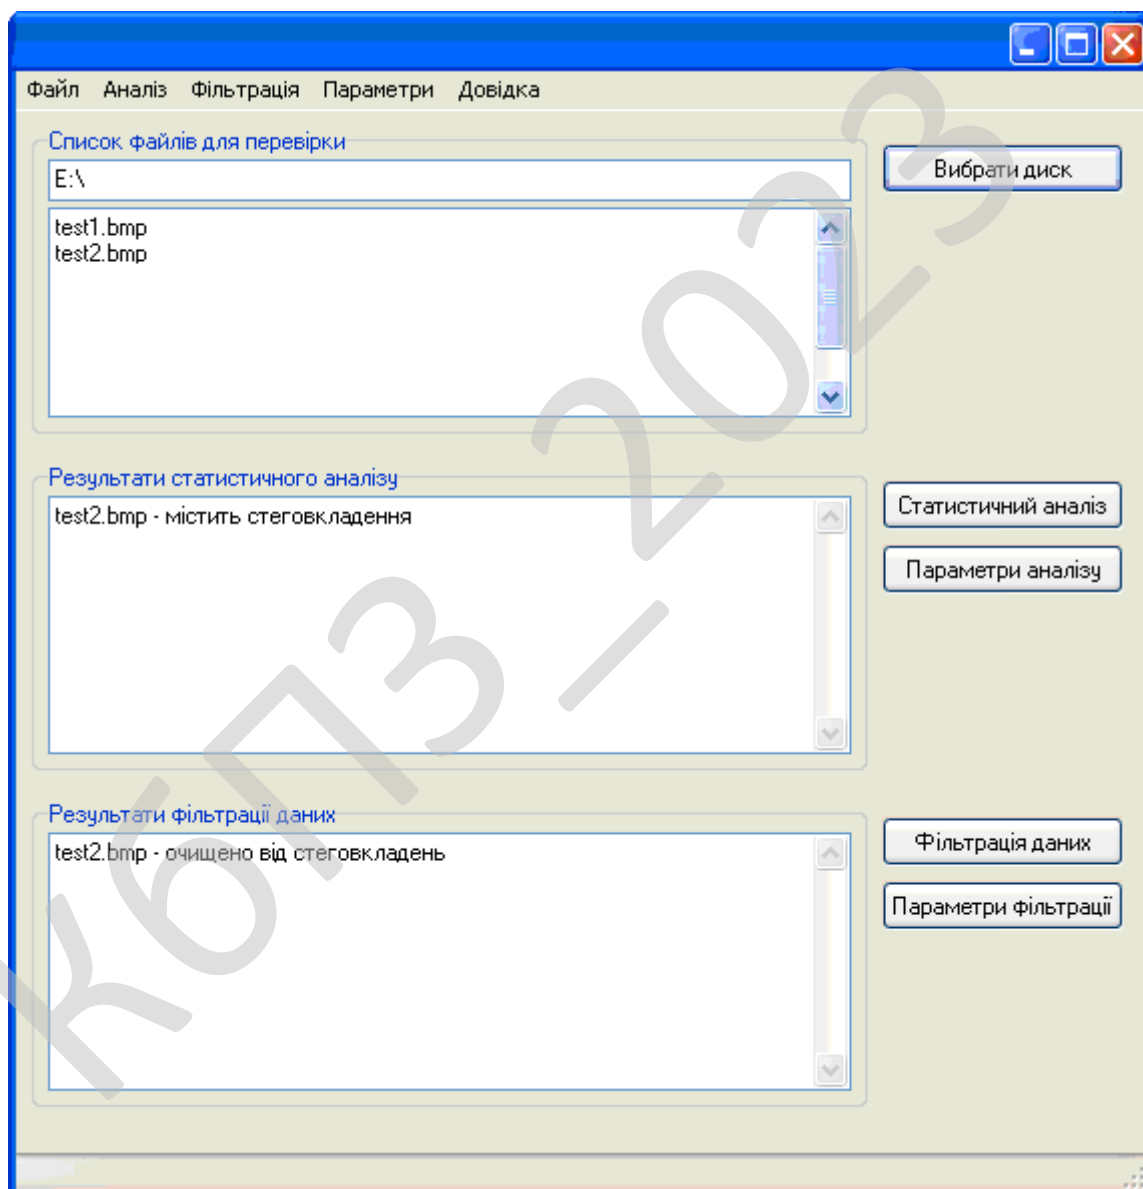 Файл Аналіз Фільтрація Параметри Довідка
Список файлів для перевірки
E:\
Вибрати диск
test1.bmp
test2.bmp
Результати статистичного аналізу
test2.bmp - містить стеговкладення
Статистичний аналіз
Параметри аналізу
Результати фільтрації даних
test2.bmp - очищено від стеговкладень
Фільтрація даних
Параметри фільтрації
КбПЗ_2023